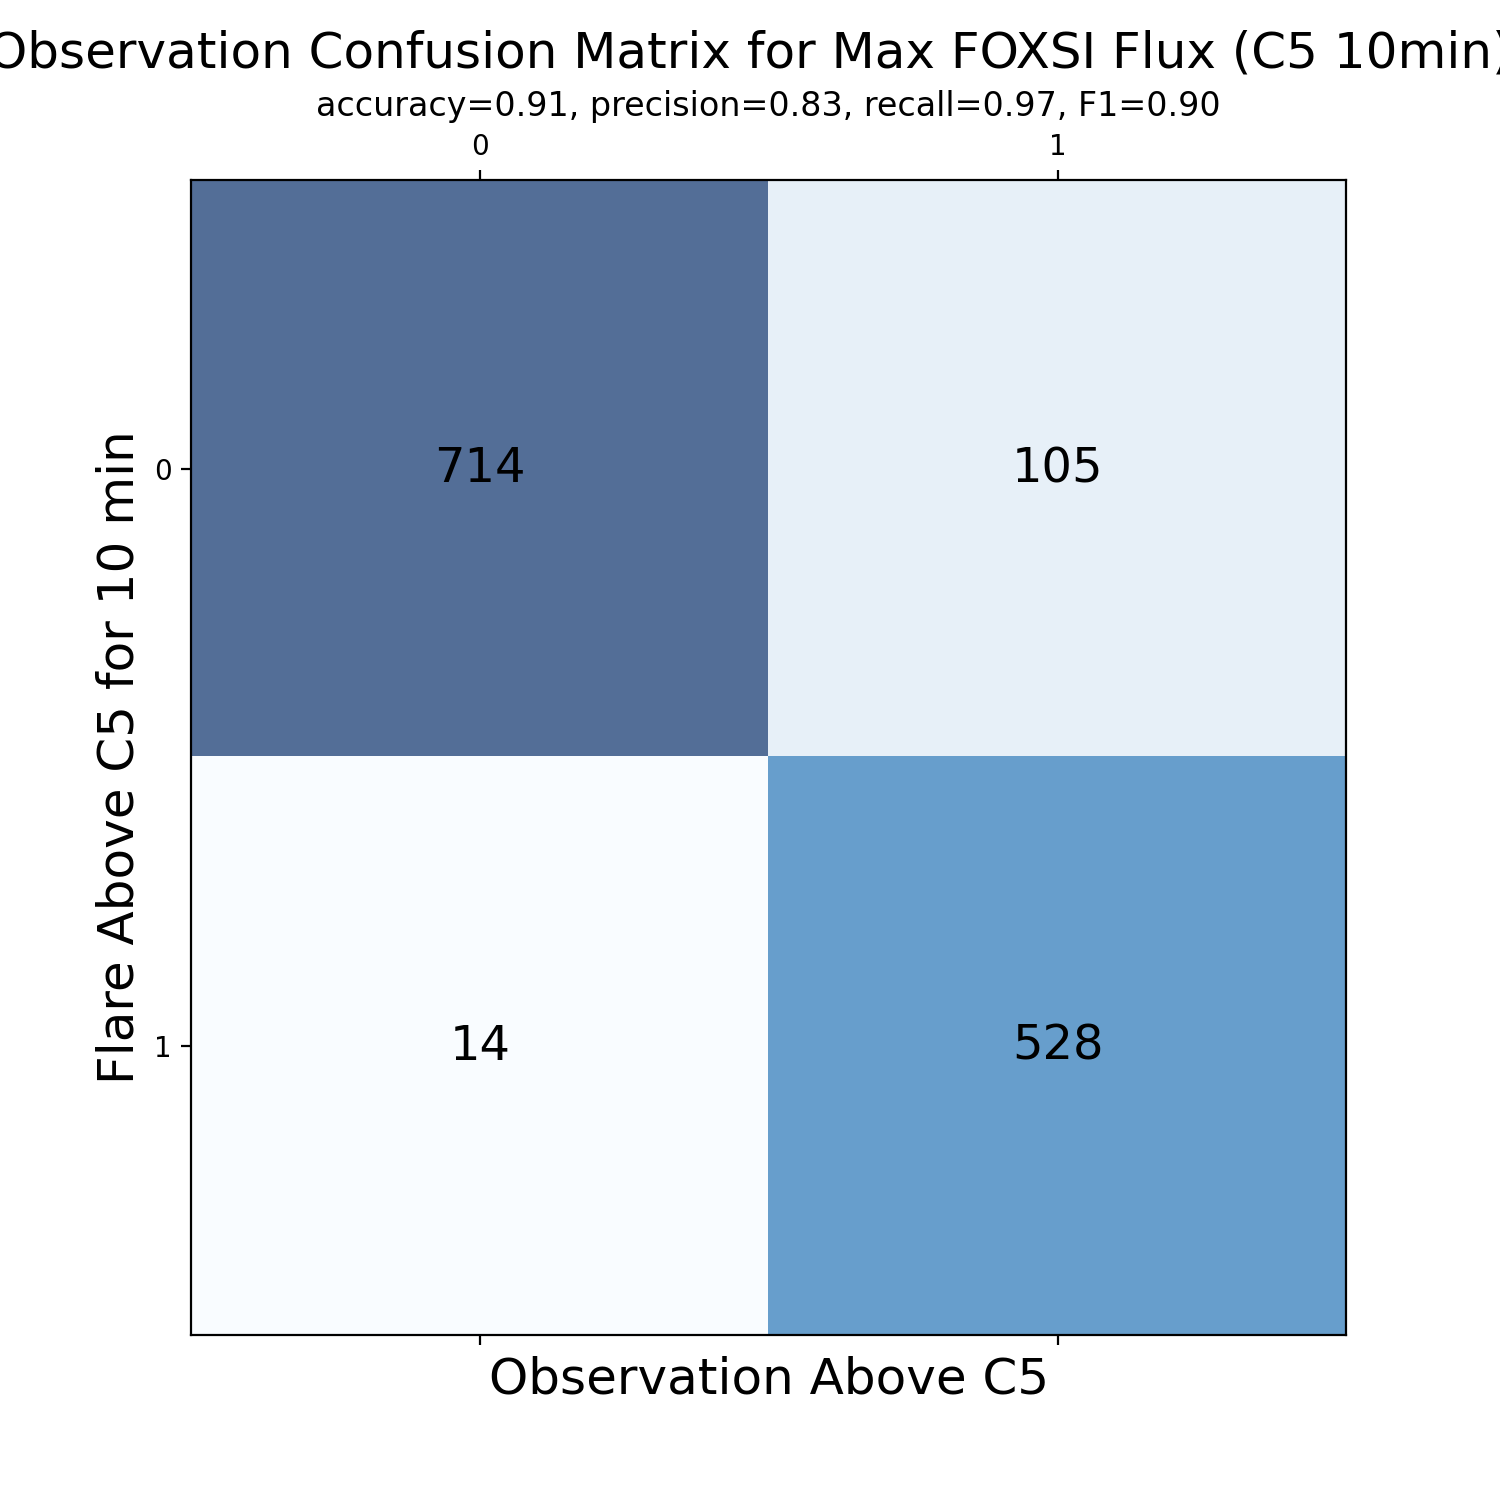 Observation Confusion Matrix for Max FOXSI Flux (C5 10min)
accuracy=0.91, precision=0.83, recall=0.97, F1=0.90
0 1
Flare Above C5 for 10 min
0
714 105
1
14 528
Observation Above C5